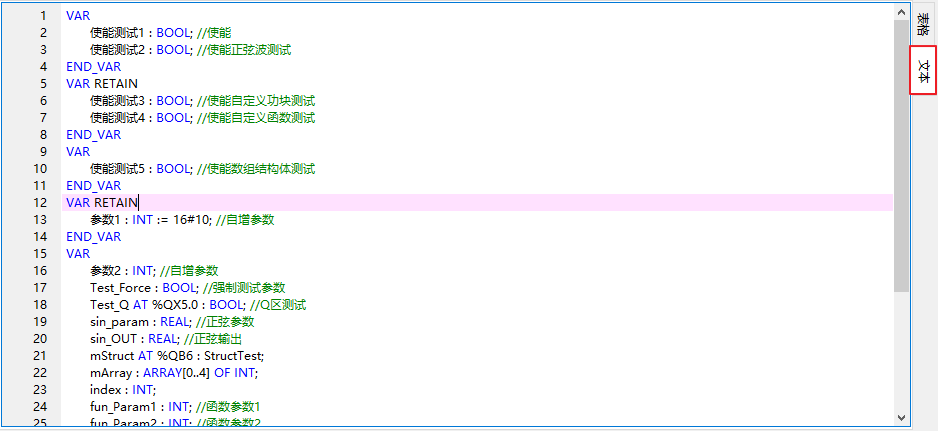 1 VAR
2 使能测试1 : BOOL; //使能
3 使能测试2 : BOOL; //使能正弦波测试
4 END_VAR
5 VAR RETAIN
6 使能测试3 : BOOL; //使能自定义功块测试
7 使能测试4 : BOOL; //使能自定义函数测试
8 END_VAR
9 VAR
10 使能测试5 : BOOL; //使能数组结构体测试
11 END_VAR
12 VAR RETAIN
13 参数1 : INT := 16#10; //自增参数
14 END_VAR
15 VAR
16 参数2 : INT; //自增参数
17 Test_Force : BOOL; //强制测试参数
18 Test_Q AT %QX5.0 : BOOL; //Q区测试
19 sin_param : REAL; //正弦参数
20 sin_OUT : REAL; //正弦输出
21 mStruct AT %QB6 : StructTest;
22 mArray : ARRAY[0..4] OF INT;
23 index : INT;
24 fun_Param1 : INT; //函数参数1
25 fun_Param2 : INT; //函数参数2
表格
文本